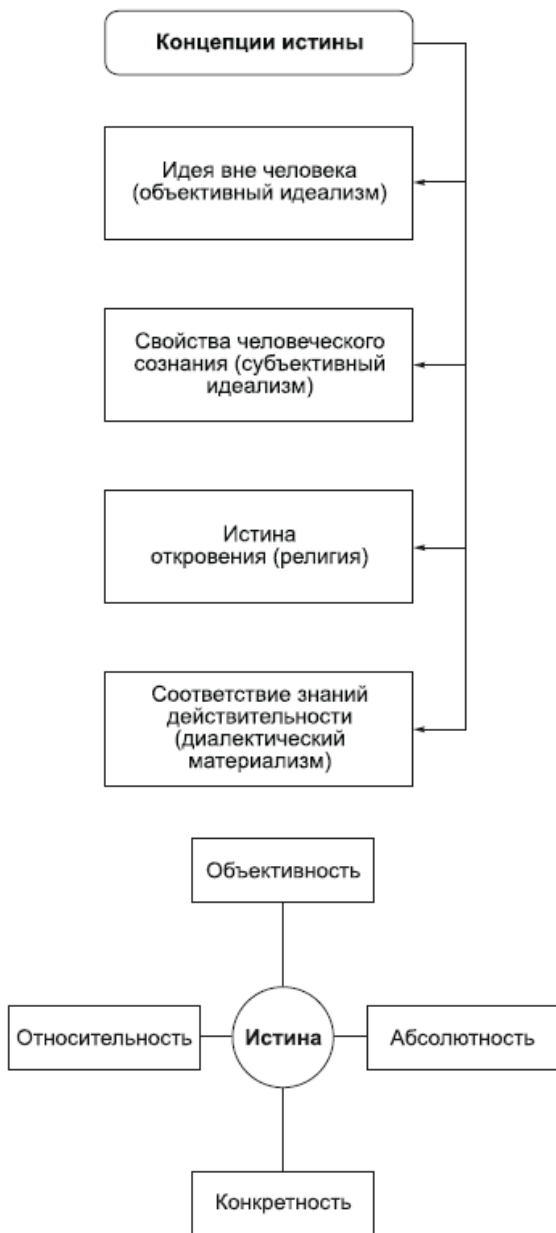 Концепции истины
Идея вне человека
(объективный идеализм)
Свойства человеческого
сознания (субъективный
идеализм)
Истина
откровения (религия)
Соответствие знаний
действительности
(диалектический
материализм)
Объективность
Относительность
Истина
Абсолютность
Конкретность